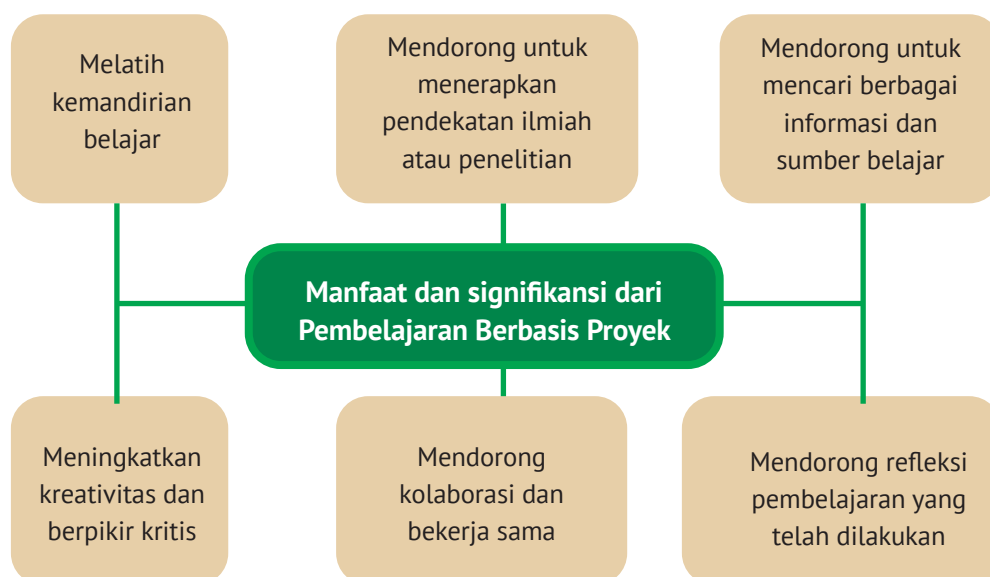 Melatih
kemandirian
belajar
Mendorong untuk
menerapkan
pendekatan ilmiah
atau penelitian
Mendorong untuk
mencari berbagai
informasi dan
sumber belajar
Manfaat dan signifikansi dari
Pembelajaran Berbasis Proyek
Meningkatkan
kreativitas dan
berpikir kritis
Mendorong
kolaborasi dan
bekerja sama
Mendorong refleksi
pembelajaran yang
telah dilakukan